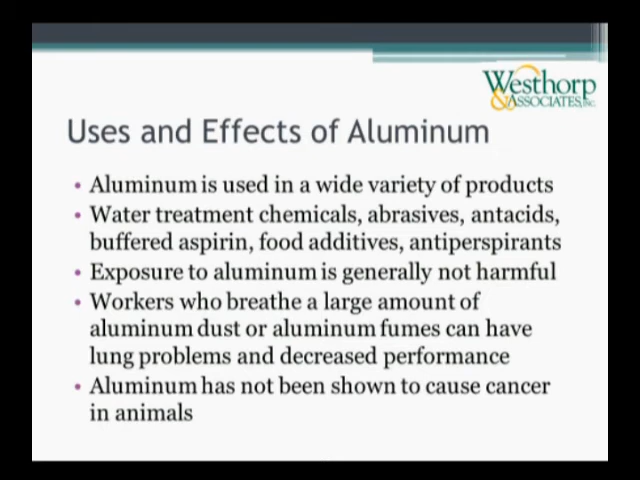 Westhorp
& ASSOCIATES, INC.
Uses and Effects of Aluminum
• Aluminum is used in a wide variety of products
• Water treatment chemicals, abrasives, antacids,
buffered aspirin, food additives, antiperspirants
• Exposure to aluminum is generally not harmful
• Workers who breathe a large amount of
aluminum dust or aluminum fumes can have
lung problems and decreased performance
• Aluminum has not been shown to cause cancer
in animals